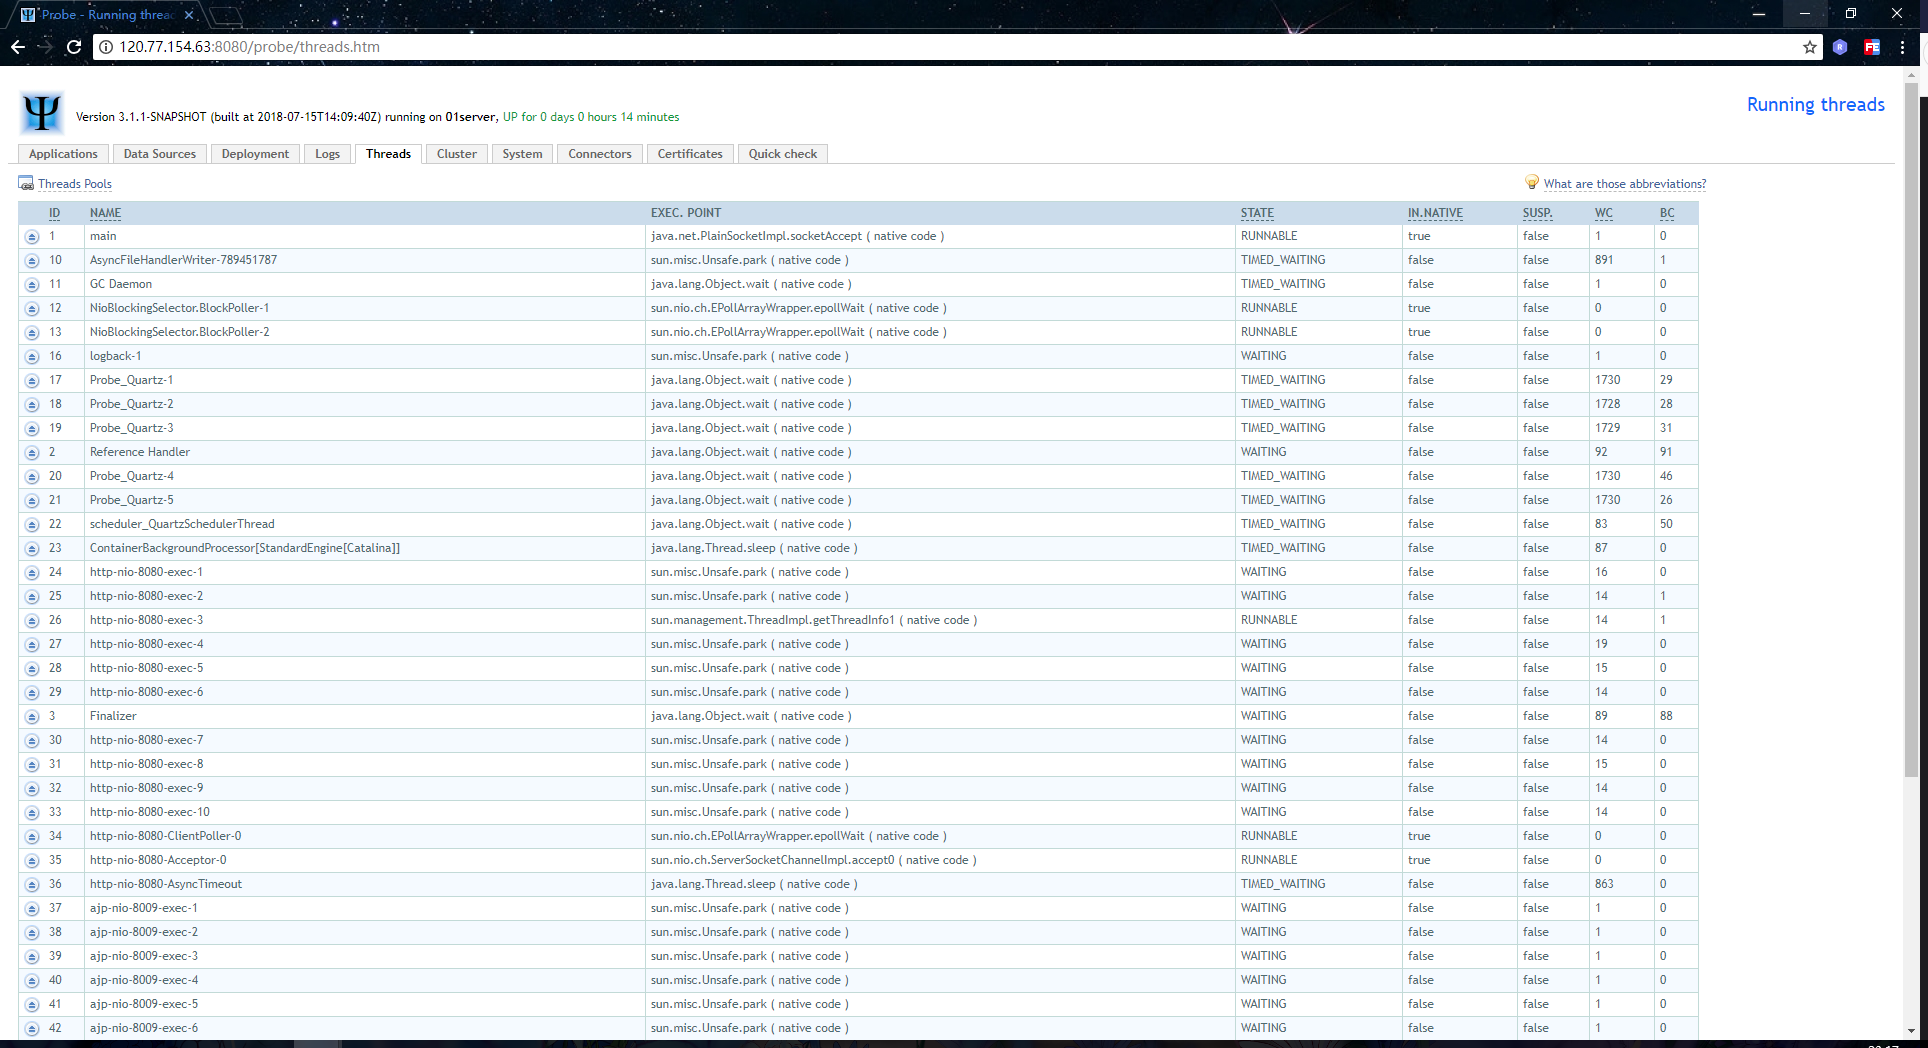 Probe - Running threac
120.77.154.63:8080/probe/threads.htm
Running threads
Version 3.1.1-SNAPSHOT (built at 2018-07-15T14:09:40Z) running on 01server, UP for 0 days 0 hours 14 minutes
Applications Data Sources Deployment Logs Threads Cluster System Connectors Certificates Quick check
Threads Pools What are those abbreviations?
ID NAME EXEC. POINT STATE IN.NATIVE SUSP. WC BC
1 main java.net.PlainSocketImpl.socketAccept ( native code ) RUNNABLE true false 1 0
10 AsyncFileHandlerWriter-789451787 sun.misc.Unsafe.park ( native code ) TIMED_WAITING false false 891 1
11 GC Daemon java.lang.Object.wait ( native code ) TIMED_WAITING false false 1 0
12 NioBlockingSelector.BlockPoller-1 sun.nio.ch.EPollArrayWrapper.epollWait ( native code ) RUNNABLE true false 0 0
13 NioBlockingSelector.BlockPoller-2 sun.nio.ch.EPollArrayWrapper.epollWait ( native code ) RUNNABLE true false 0 0
16 logback-1 sun.misc.Unsafe.park ( native code ) WAITING false false 1 0
17 Probe_Quartz-1 java.lang.Object.wait ( native code ) TIMED_WAITING false false 1730 29
18 Probe_Quartz-2 java.lang.Object.wait ( native code ) TIMED_WAITING false false 1728 28
19 Probe_Quartz-3 java.lang.Object.wait ( native code ) TIMED_WAITING false false 1729 31
2 Reference Handler java.lang.Object.wait ( native code ) WAITING false false 92 91
20 Probe_Quartz-4 java.lang.Object.wait ( native code ) TIMED_WAITING false false 1730 46
21 Probe_Quartz-5 java.lang.Object.wait ( native code ) TIMED_WAITING false false 1730 26
22 scheduler_QuartzSchedulerThread java.lang.Object.wait ( native code ) TIMED_WAITING false false 83 50
23 ContainerBackgroundProcessor[StandardEngine[Catalina]] java.lang.Thread.sleep ( native code ) TIMED_WAITING false false 87 0
24 http-nio-8080-exec-1 sun.misc.Unsafe.park ( native code ) WAITING false false 16 0
25 http-nio-8080-exec-2 sun.misc.Unsafe.park ( native code ) WAITING false false 14 1
26 http-nio-8080-exec-3 sun.management.ThreadImpl.getThreadInfo1 ( native code ) RUNNABLE false false 14 1
27 http-nio-8080-exec-4 sun.misc.Unsafe.park ( native code ) WAITING false false 19 0
28 http-nio-8080-exec-5 sun.misc.Unsafe.park ( native code ) WAITING false false 15 0
29 http-nio-8080-exec-6 sun.misc.Unsafe.park ( native code ) WAITING false false 14 0
3 Finalizer java.lang.Object.wait ( native code ) WAITING false false 89 88
30 http-nio-8080-exec-7 sun.misc.Unsafe.park ( native code ) WAITING false false 14 0
31 http-nio-8080-exec-8 sun.misc.Unsafe.park ( native code ) WAITING false false 15 0
32 http-nio-8080-exec-9 sun.misc.Unsafe.park ( native code ) WAITING false false 14 0
33 http-nio-8080-exec-10 sun.misc.Unsafe.park ( native code ) WAITING false false 14 0
34 http-nio-8080-ClientPoller-0 sun.nio.ch.EPollArrayWrapper.epollWait ( native code ) RUNNABLE true false 0 0
35 http-nio-8080-Acceptor-0 sun.nio.ch.ServerSocketChannelImpl.accept0 ( native code ) RUNNABLE true false 0 0
36 http-nio-8080-AsyncTimeout java.lang.Thread.sleep ( native code ) TIMED_WAITING false false 863 0
37 ajp-nio-8009-exec-1 sun.misc.Unsafe.park ( native code ) WAITING false false 1 0
38 ajp-nio-8009-exec-2 sun.misc.Unsafe.park ( native code ) WAITING false false 1 0
39 ajp-nio-8009-exec-3 sun.misc.Unsafe.park ( native code ) WAITING false false 1 0
40 ajp-nio-8009-exec-4 sun.misc.Unsafe.park ( native code ) WAITING false false 1 0
41 ajp-nio-8009-exec-5 sun.misc.Unsafe.park ( native code ) WAITING false false 1 0
42 ajp-nio-8009-exec-6 sun.misc.Unsafe.park ( native code ) WAITING false false 1 0